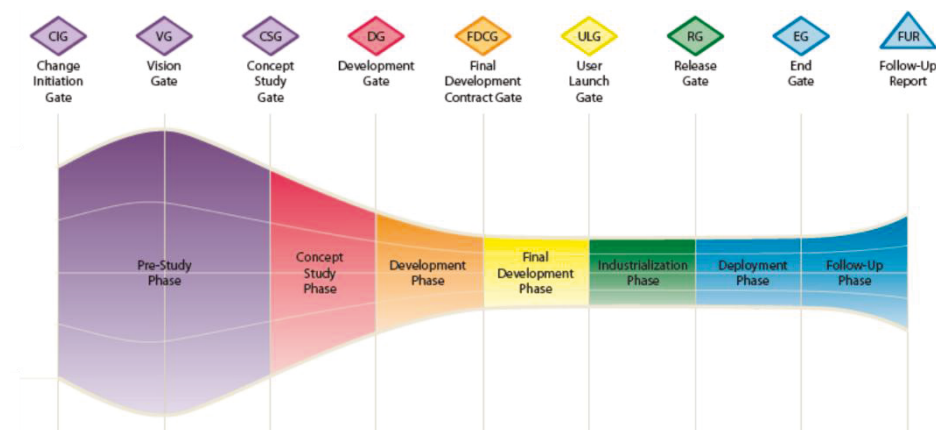 CIG
VG
CSG
DG
FDCG
ULG
RG
EG
FUR
Change
Initiation
Gate
Vision
Gate
Concept
Study
Gate
Development
Gate
Final
Development
Contract Gate
User
Launch
Gate
Release
Gate
End
Gate
Follow-Up
Report
Pre-Study
Phase
Concept
Study
Phase
Development
Phase
Final
Development
Phase
Industrialization
Phase
Deployment
Phase
Follow-Up
Phase